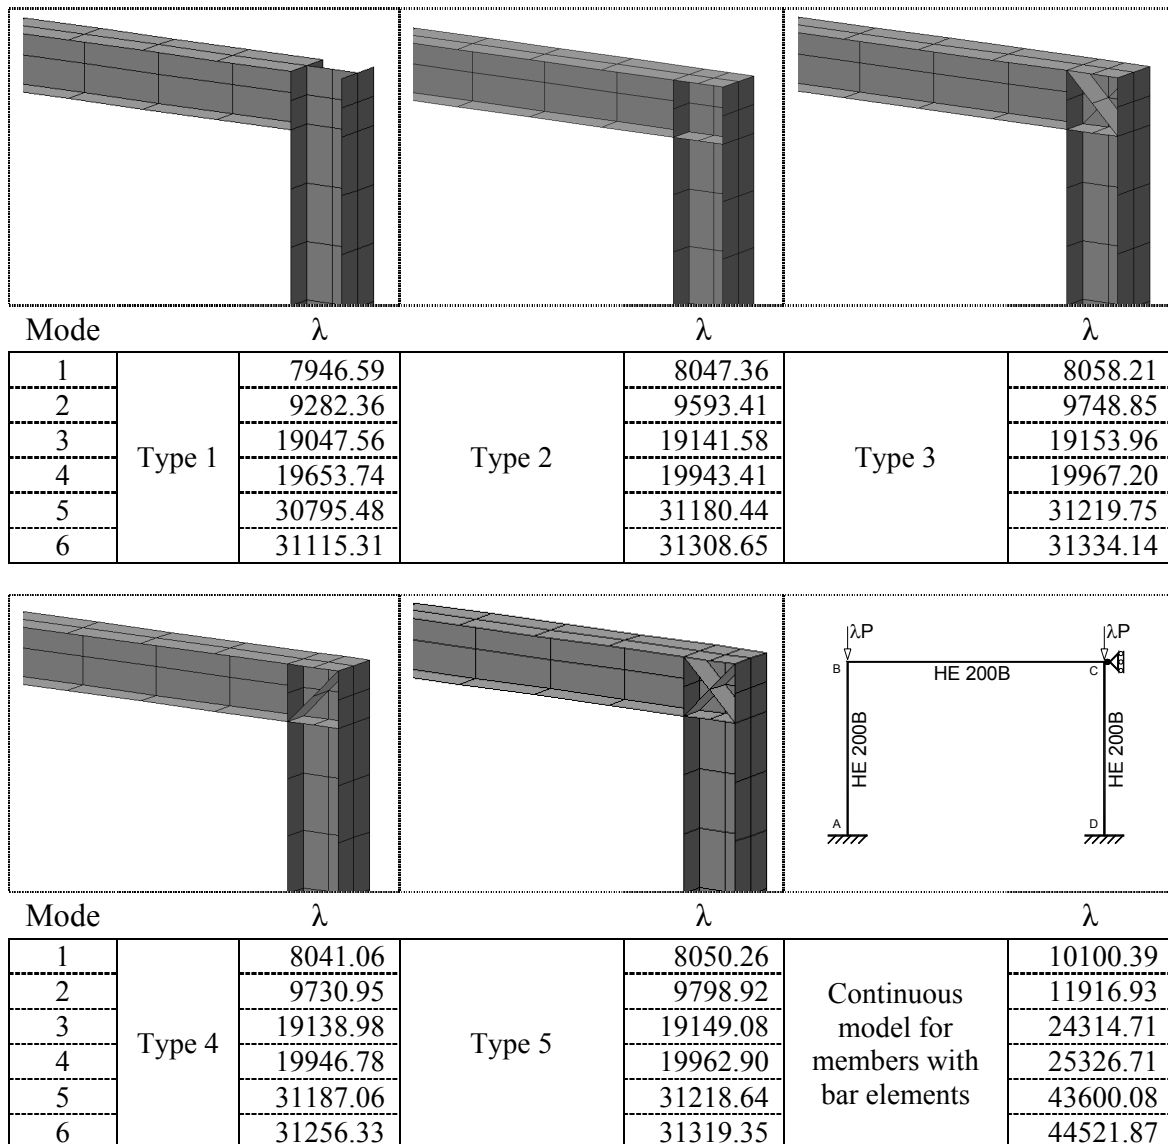 Mode λ λ λ
1 7946.59 8047.36 8058.21
2 9282.36 9593.41 9748.85
3 19047.56 19141.58 19153.96
Type 1 Type 2 Type 3
4 19653.74 19943.41 19967.20
5 30795.48 31180.44 31219.75
6 31115.31 31308.65 31334.14
λP λP
B HE 200B C
HE 200B HE 200B
A D
Mode λ λ λ
1 8041.06 8050.26 10100.39
2 9730.95 9798.92 Continuous 11916.93
3 19138.98 19149.08 model for 24314.71
Type 4 Type 5
4 19946.78 19962.90 members with 25326.71
5 31187.06 31218.64 bar elements 43600.08
6 31256.33 31319.35 44521.87